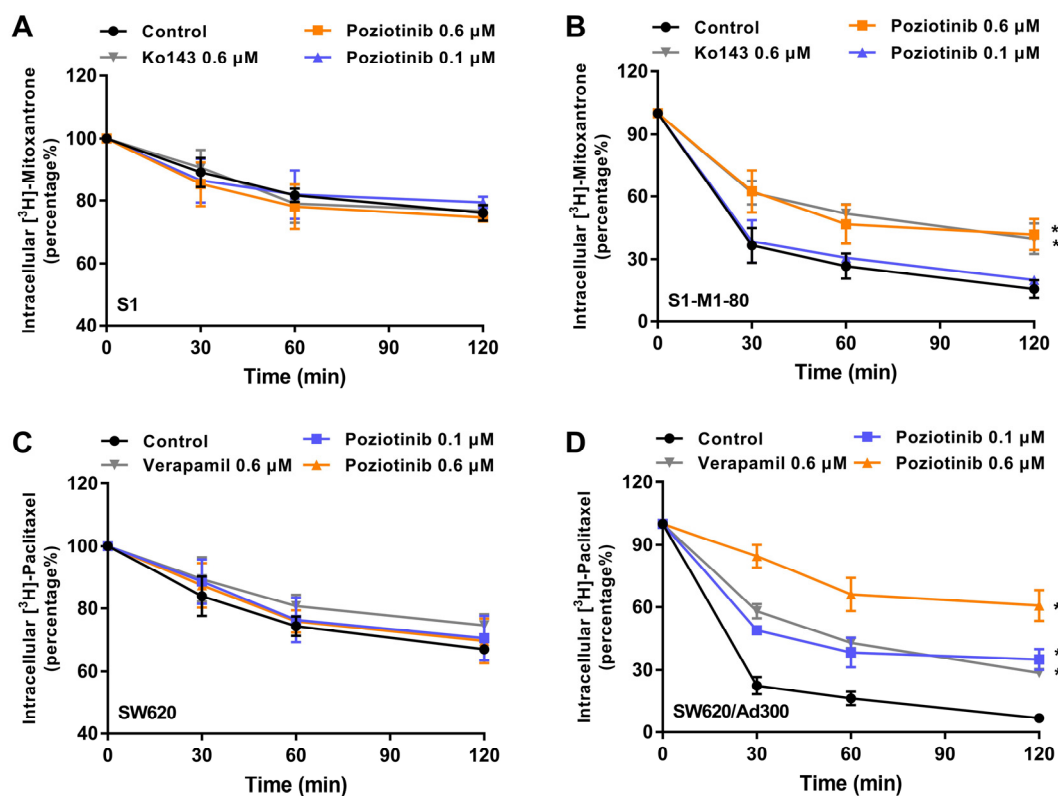 A
Control
Poziotinib 0.6 µM
Ko143 0.6 µM
Poziotinib 0.1 µM
Intracellular [³H]-Mitoxantrone
(percentage%)
120
100
80
60
40
S1
0
30
60
90
120
Time (min)
B
Control
Poziotinib 0.6 µM
Ko143 0.6 µM
Poziotinib 0.1 µM
Intracellular [³H]-Mitoxantrone
(percentage%)
120
90
60
30
0
*
*
S1-M1-80
0
30
60
90
120
Time (min)
C
Control
Poziotinib 0.1 µM
Verapamil 0.6 µM
Poziotinib 0.6 µM
Intracellular [³H]-Paclitaxel
(percentage%)
120
100
80
60
40
SW620
0
30
60
90
120
Time (min)
D
Control
Poziotinib 0.1 µM
Verapamil 0.6 µM
Poziotinib 0.6 µM
Intracellular [³H]-Paclitaxel
(percentage%)
120
90
60
30
0
*
*
*
SW620/Ad300
0
30
60
90
120
Time (min)